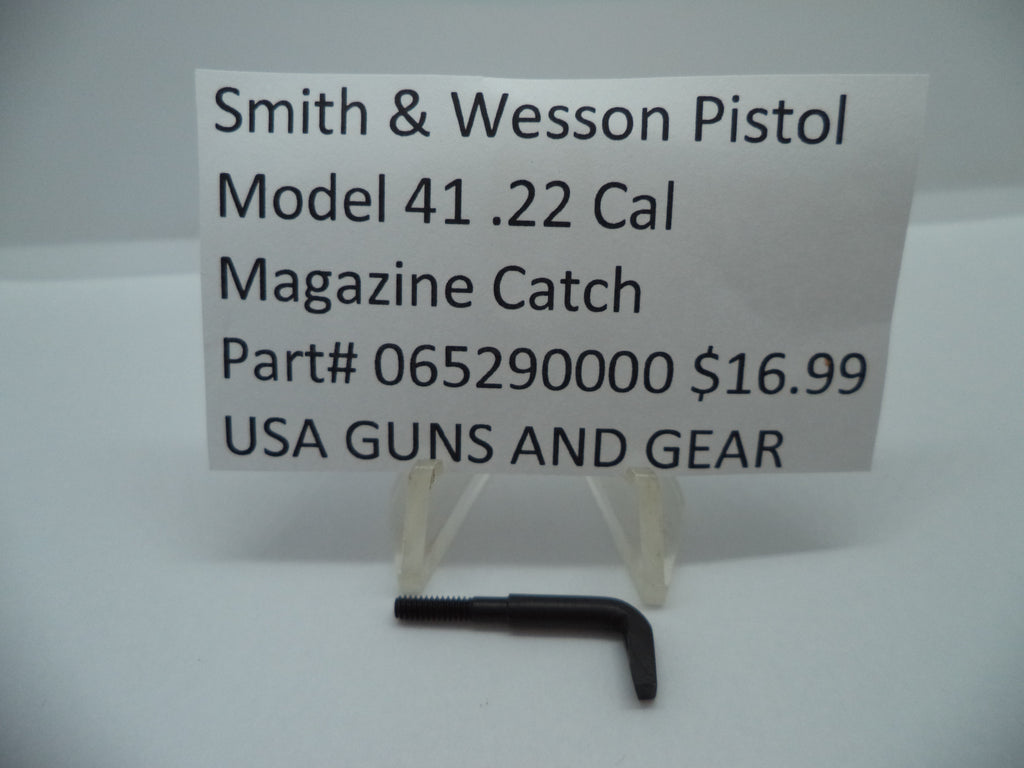 Smith & Wesson Pistol
Model 41 .22 Cal
Magazine Catch
Part# 065290000 $16.99
USA GUNS AND GEAR